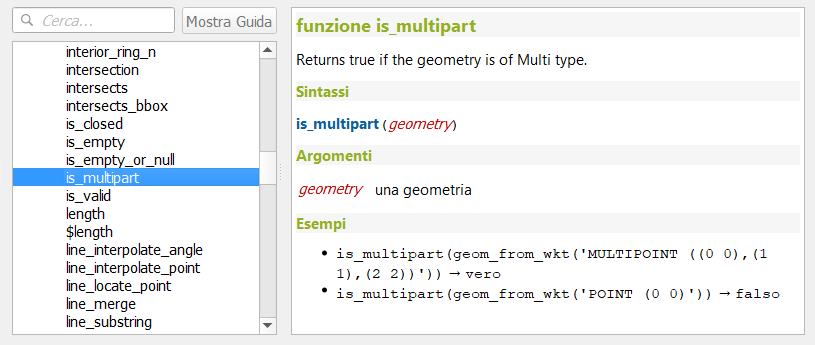 Cerca...
Mostra Guida
interior_ring_n
intersection
intersects
intersects_bbox
is_closed
is_empty
is_empty_or_null
is_multipart
is_valid
length
$length
line_interpolate_angle
line_interpolate_point
line_locate_point
line_merge
line_substring
funzione is_multipart
Returns true if the geometry is of Multi type.
Sintassi
is_multipart(geometry)
Argomenti
geometry una geometria
Esempi
• is_multipart(geom_from_wkt('MULTIPOINT ((0 0),(1
1),(2 2))')) → vero
• is_multipart(geom_from_wkt('POINT (0 0)')) → falso